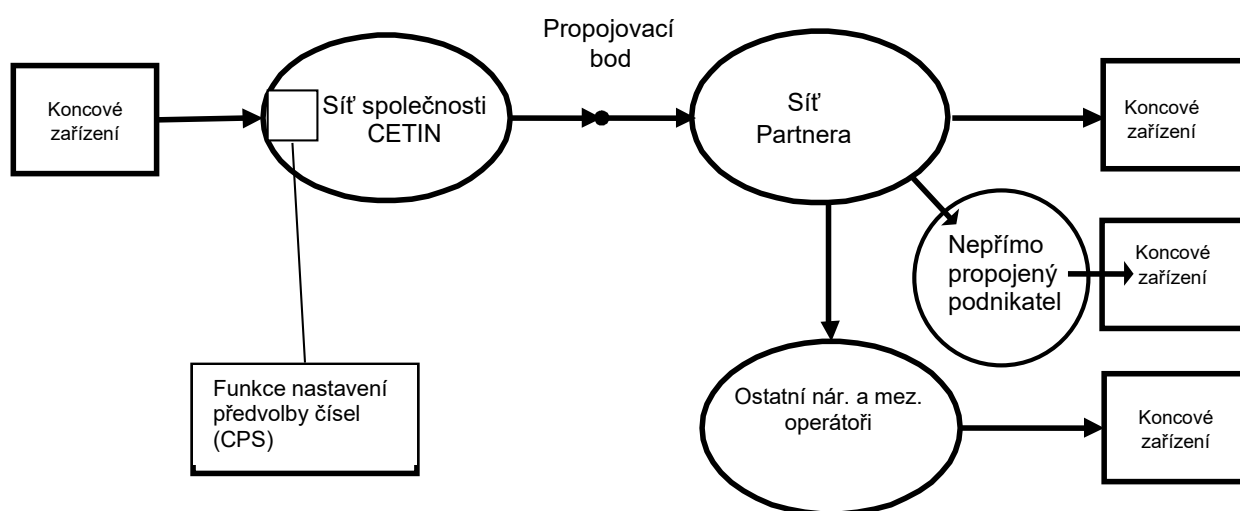 Propojovací
bod
Koncové
zařízení
Síť společnosti
CETIN
Síť
Partnera
Koncové
zařízení
Nepřímo
propojený
podnikatel
Koncové
zařízení
Funkce nastavení
předvolby čísel
(CPS)
Ostatní nár. a mez.
operátoři
Koncové
zařízení